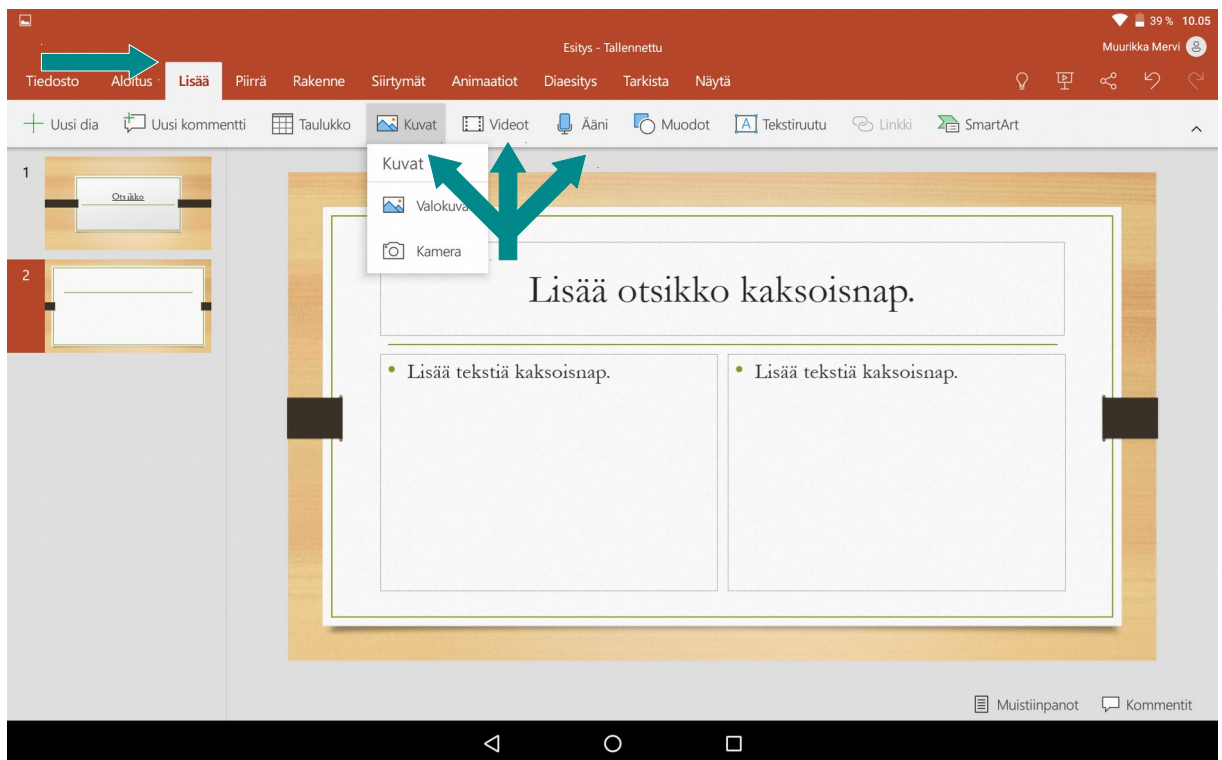 39 % 10.05
Esitys - Tallennettu
Muurikka Mervi
Tiedosto Aloitus Lisää Piirrä Rakenne Siirtymät Animaatiot Diaesitys Tarkista Näytä
Uusi dia Uusi kommentti Taulukko Kuvat Videot Ääni Muodot A Tekstiruutu Linkki SmartArt
Kuvat
Kamera
1
Otsikko
2
Lisää otsikko kaksoisnap.
• Lisää tekstiä kaksoisnap.
• Lisää tekstiä kaksoisnap.
Muistiinpanot Kommentit